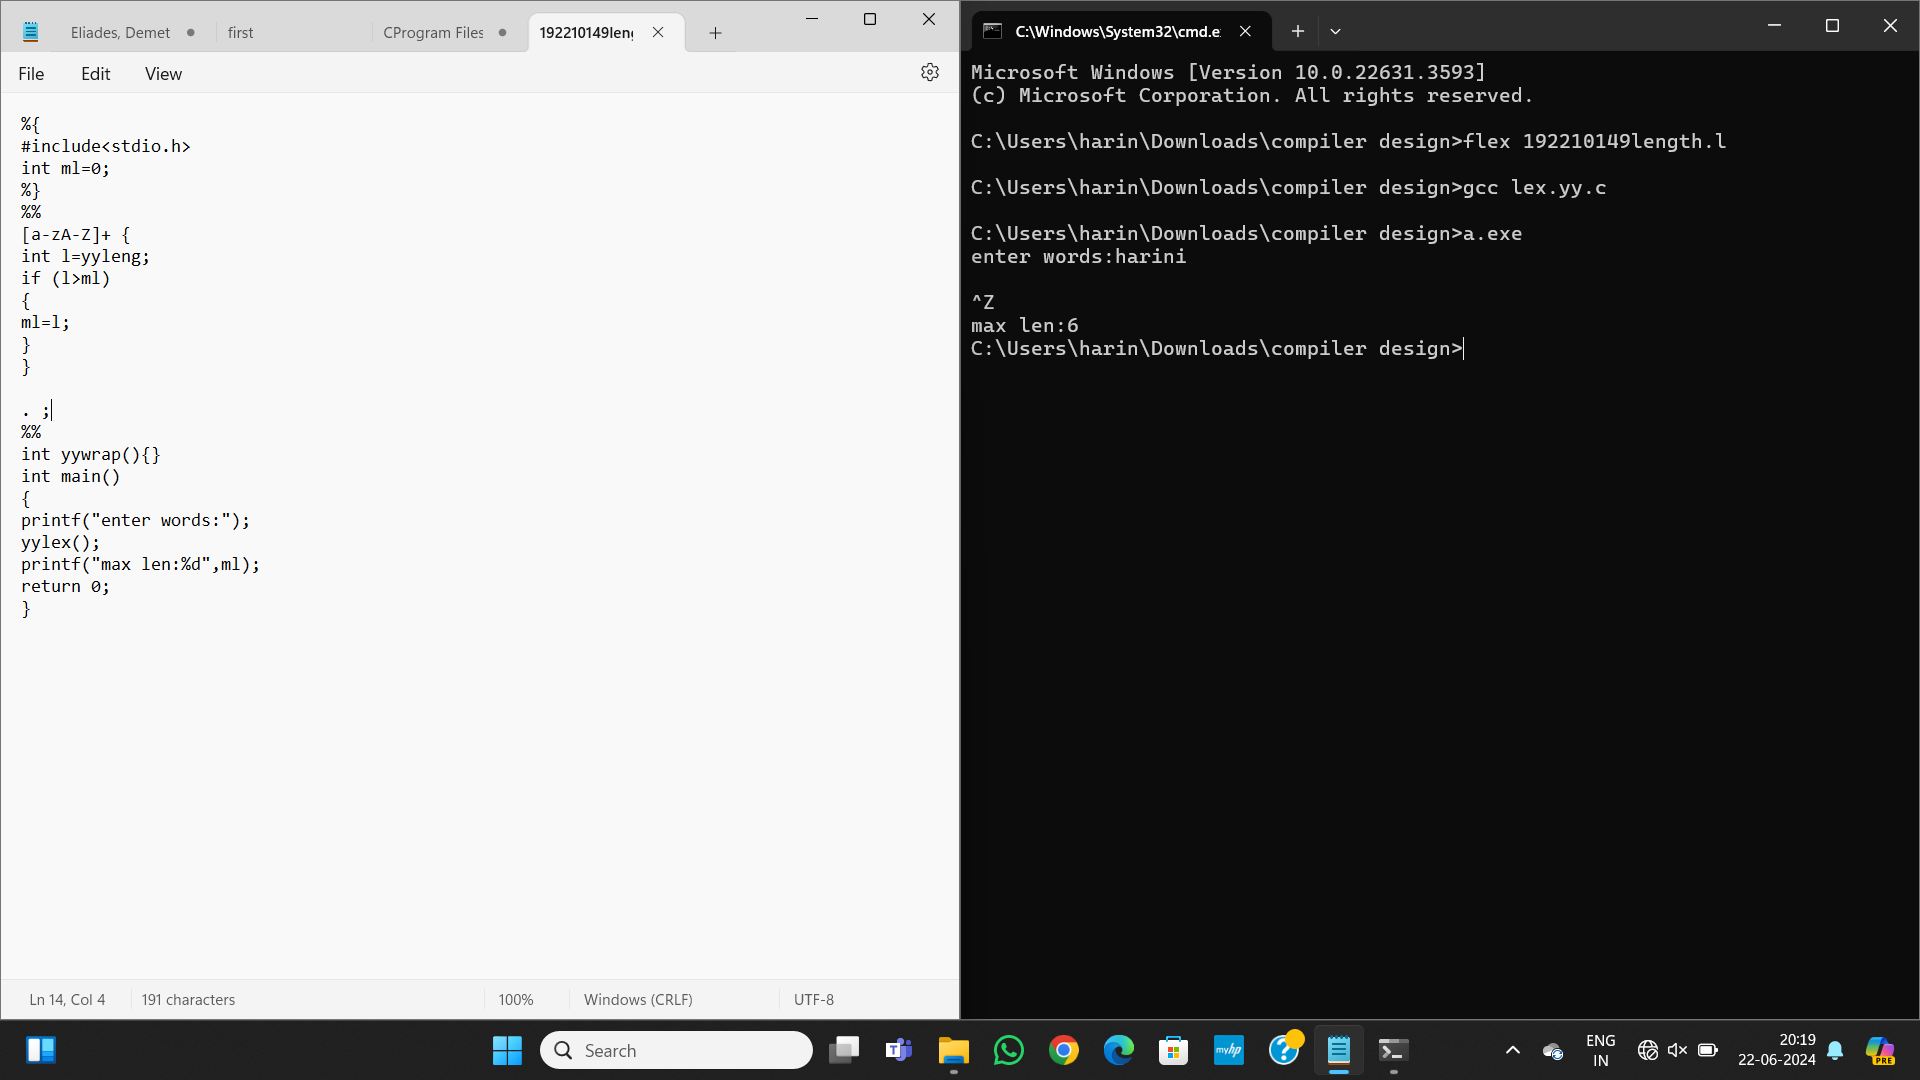 Eliades, Demet
first
CProgram Files
192210149leng
File Edit View
%{
#include<stdio.h>
int ml=0;
%}
%%
[a-zA-Z]+ {
int l=yyleng;
if (l>ml)
{
ml=l;
}
}
. ;
%%
int yywrap(){}
int main()
{
printf("enter words:");
yylex();
printf("max len:%d",ml);
return 0;
}
Ln 14, Col 4
191 characters
100%
Windows (CRLF)
UTF-8
C:\Windows\System32\cmd.e
Microsoft Windows [Version 10.0.22631.3593]
(c) Microsoft Corporation. All rights reserved.
C:\Users\harin\Downloads\compiler design>flex 192210149length.l
C:\Users\harin\Downloads\compiler design>gcc lex.yy.c
C:\Users\harin\Downloads\compiler design>a.exe
enter words:harini
^Z
max len:6
C:\Users\harin\Downloads\compiler design>
Search
myhp
ENG
IN
20:19
22-06-2024
PRE